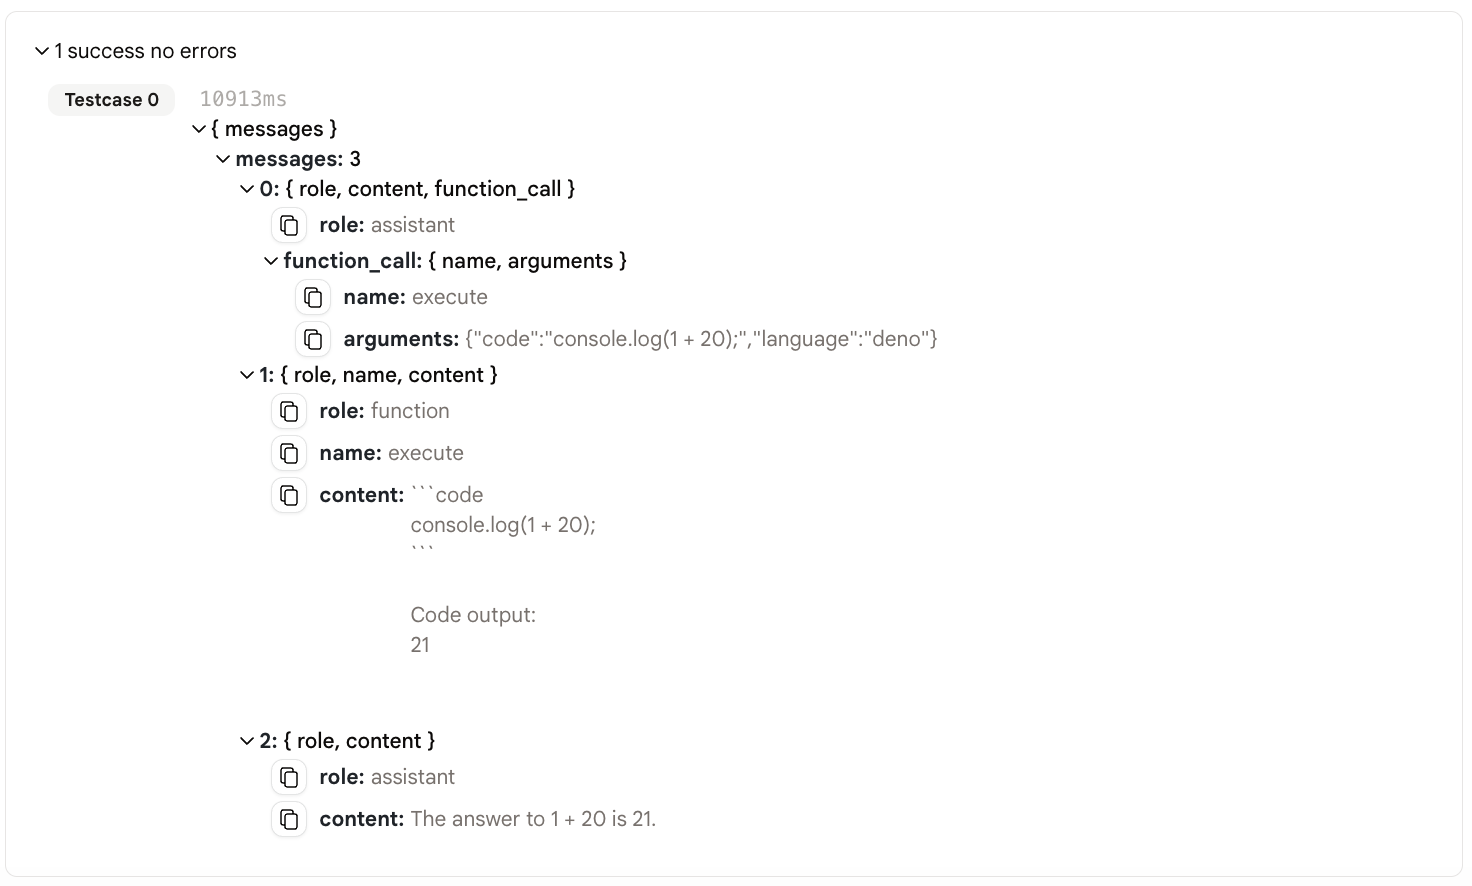 1 success no errors
Testcase 0 10913ms
{ messages }
messages: 3
0: { role, content, function_call }
role: assistant
function_call: { name, arguments }
name: execute
arguments: {"code":"console.log(1 + 20);","language":"deno"}
1: { role, name, content }
role: function
name: execute
content: ```code
console.log(1 + 20);
```
Code output:
21
2: { role, content }
role: assistant
content: The answer to 1 + 20 is 21.